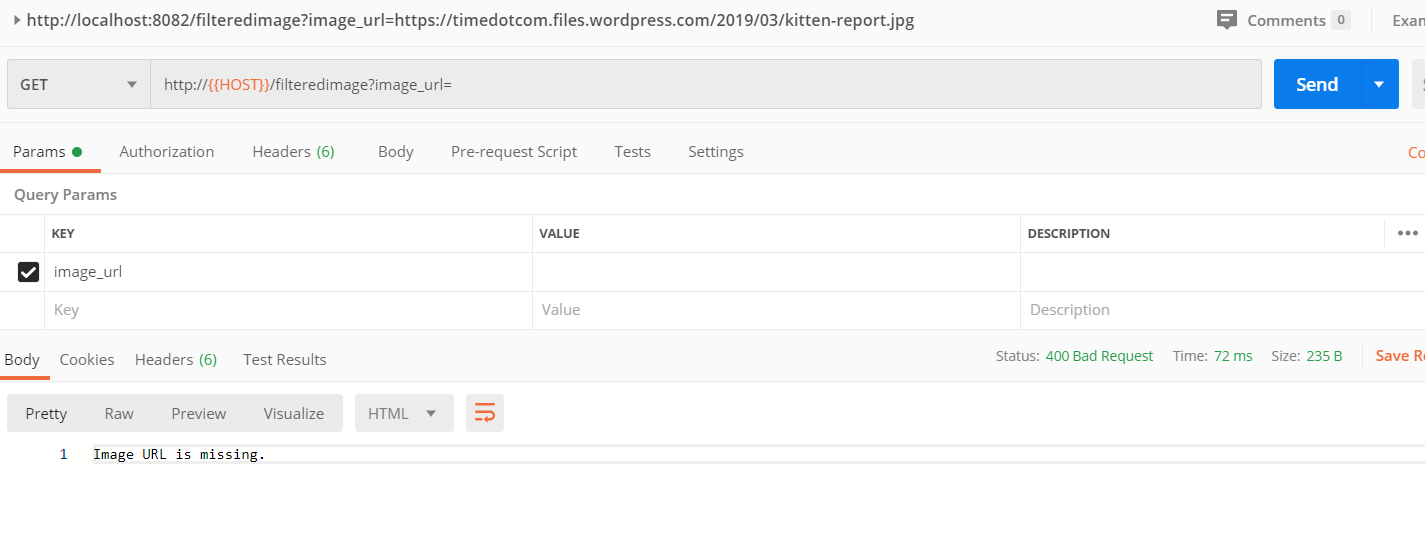 http://localhost:8082/filteredimage?image_url=https://timedotcom.files.wordpress.com/2019/03/kitten-report.jpg Comments 0
GET http://{{HOST}}/filteredimage?image_url= Send
Params Authorization Headers (6) Body Pre-request Script Tests Settings
Query Params
KEY VALUE DESCRIPTION
image_url
Key Value Description
Body Cookies Headers (6) Test Results Status: 400 Bad Request Time: 72 ms Size: 235 B Save
Pretty Raw Preview Visualize HTML
1 Image URL is missing.